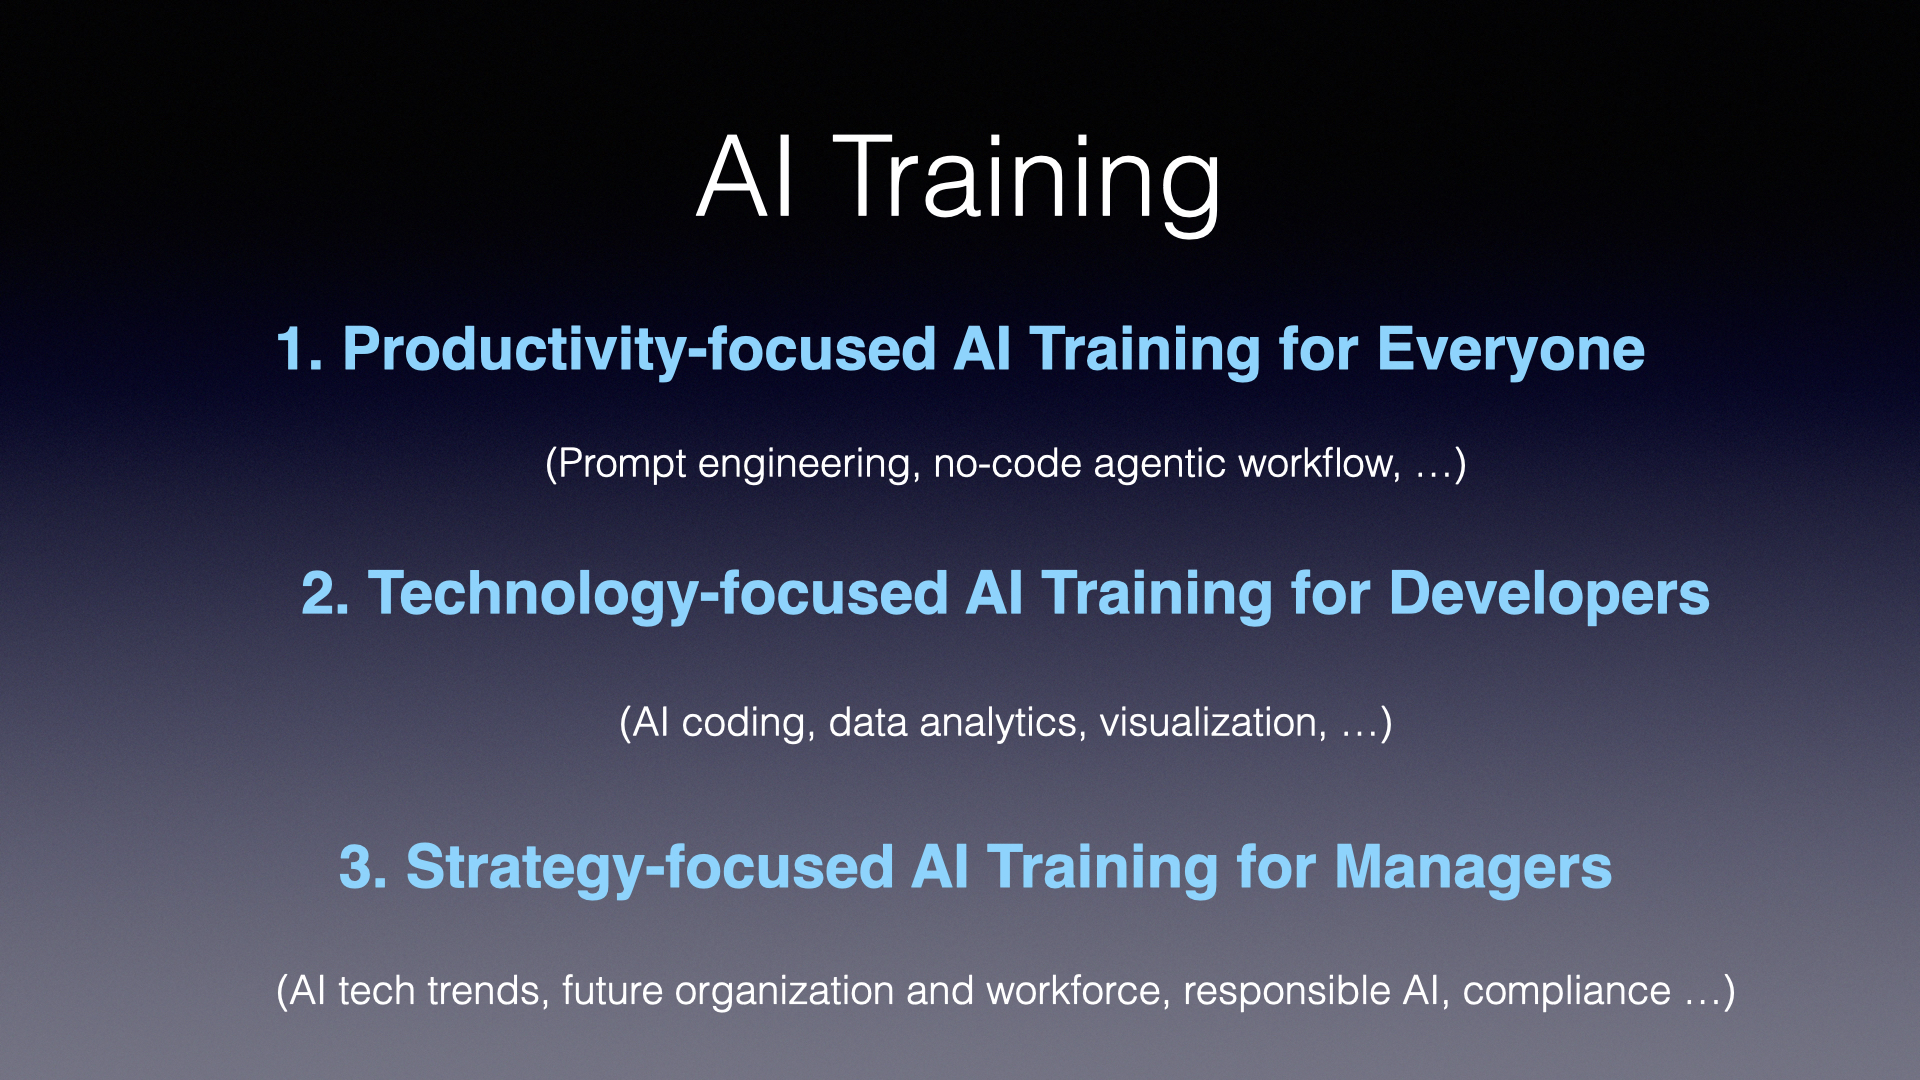 AI Training
1. Productivity-focused AI Training for Everyone
(Prompt engineering, no-code agentic workflow, …)
2. Technology-focused AI Training for Developers
(AI coding, data analytics, visualization, …)
3. Strategy-focused AI Training for Managers
(AI tech trends, future organization and workforce, responsible AI, compliance …)